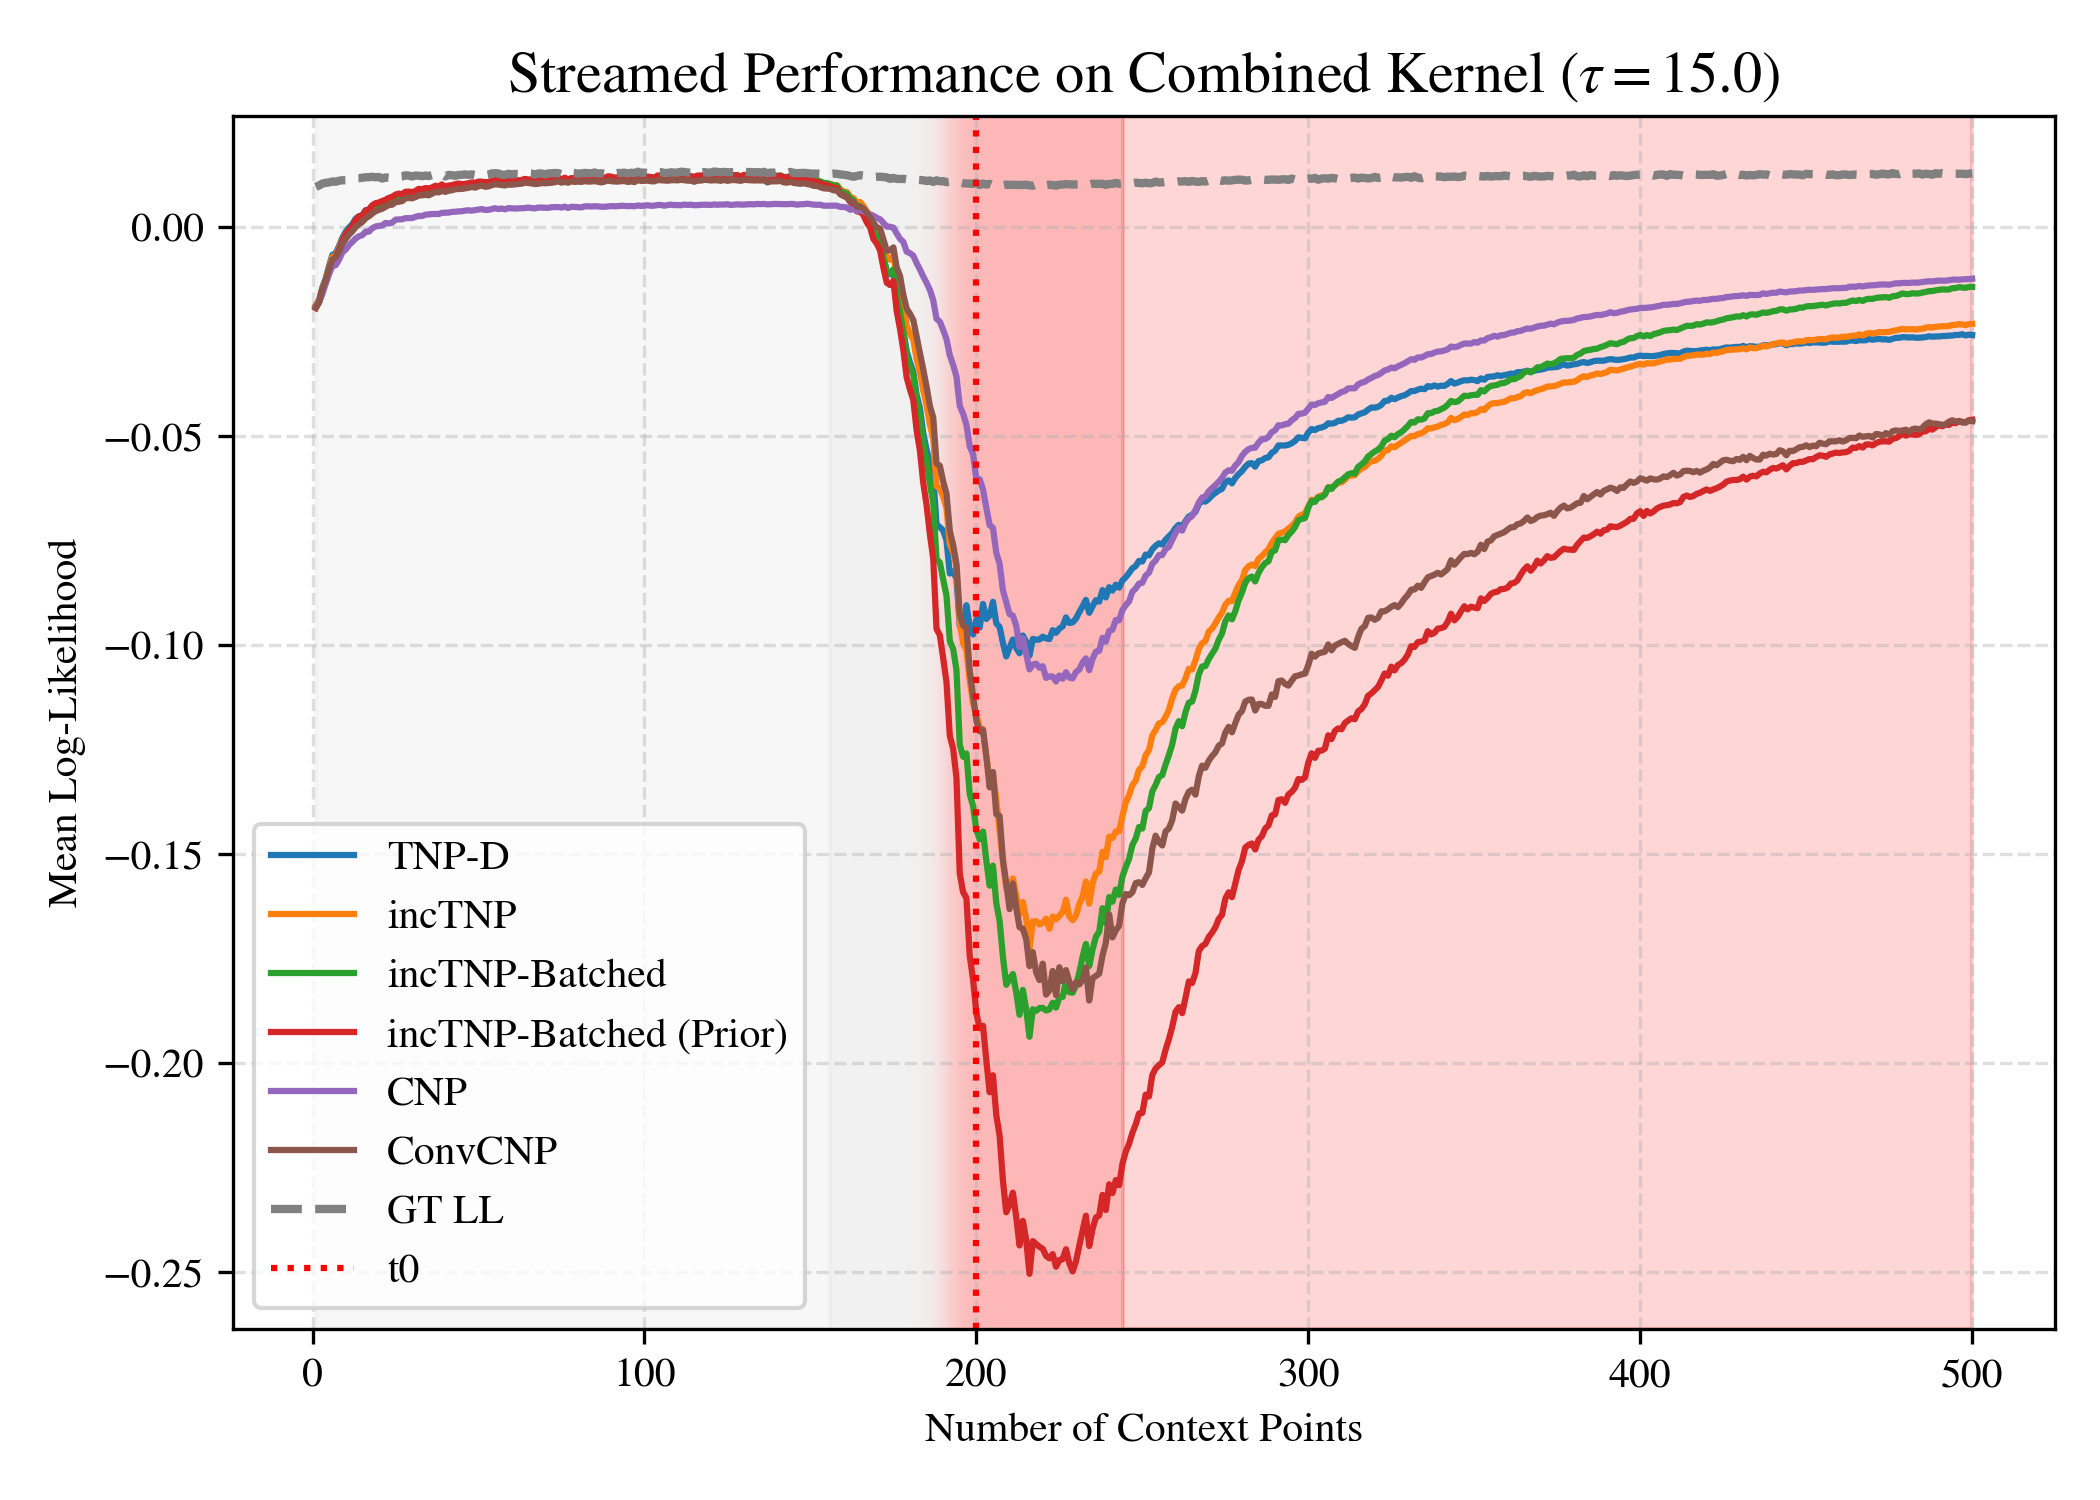 Streamed Performance on Combined Kernel (τ = 15.0)
Mean Log-Likelihood
0.00
−0.05
−0.10
−0.15
−0.20
−0.25
TNP-D
incTNP
incTNP-Batched
incTNP-Batched (Prior)
CNP
ConvCNP
GT LL
t0
0 100 200 300 400 500
Number of Context Points